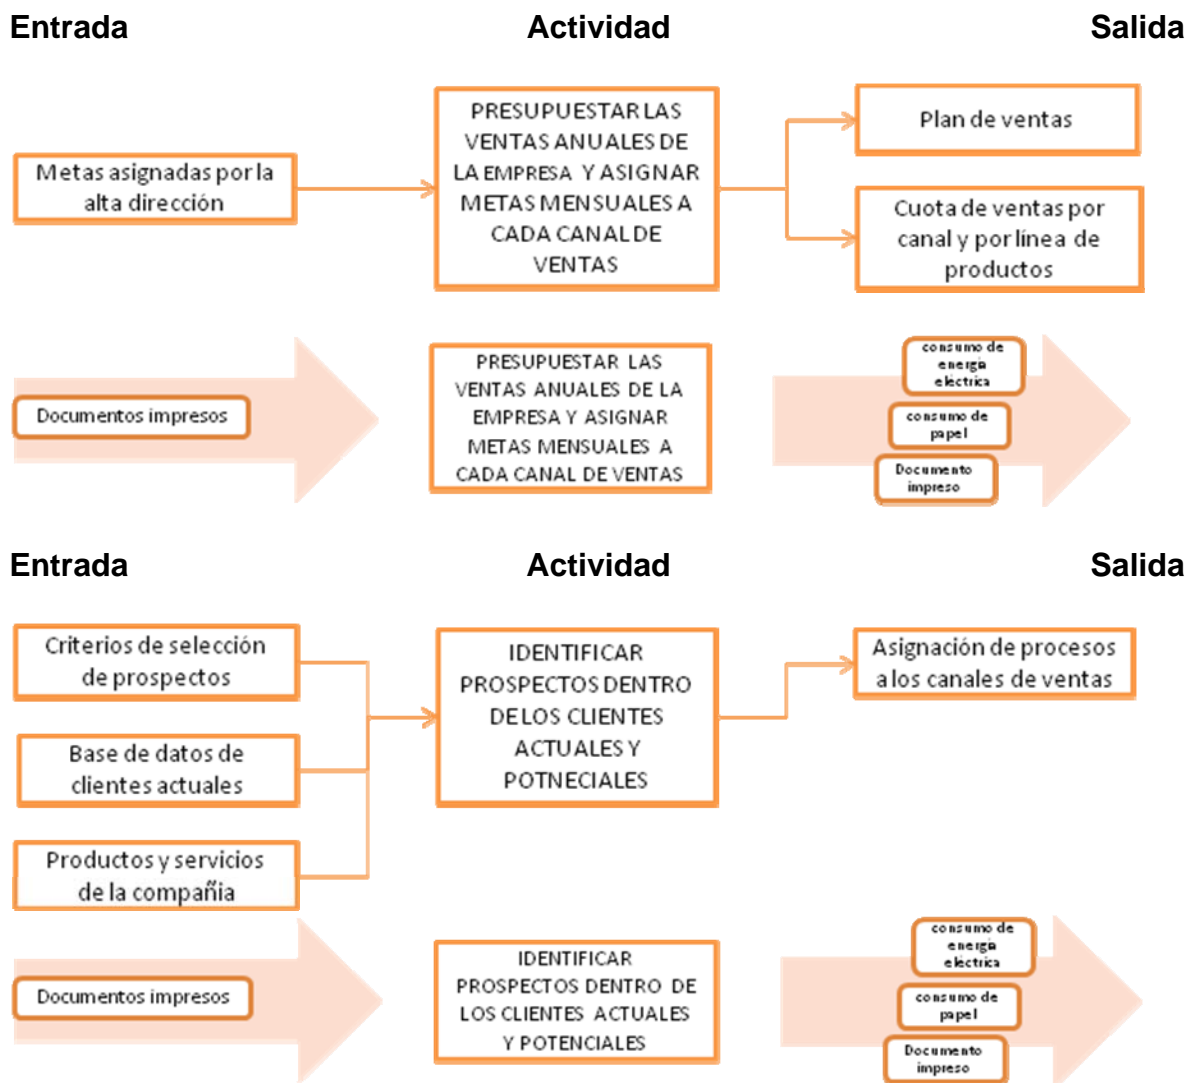 Entrada Actividad Salida
Metas asignadas por la
alta dirección
PRESUPUESTAR LAS
VENTAS ANUALES DE
LA EMPRESA Y ASIGNAR
METAS MENSUALES A
CADA CANAL DE
VENTAS
Plan de ventas
Cuota de ventas por
canal y por línea de
productos
Documentos impresos
PRESUPUESTAR LAS
VENTAS ANUALES DE LA
EMPRESA Y ASIGNAR
METAS MENSUALES A
CADA CANAL DE VENTAS
consumo de
energía
eléctrica
consumo de
papel
Documento
impreso
Entrada Actividad Salida
Criterios de selección
de prospectos
Base de datos de
clientes actuales
Productos y servicios
de la compañia
IDENTIFICAR
PROSPECTOS DENTRO
DE LOS CLIENTES
ACTUALES Y
POTNECIALES
Asignación de procesos
a los canales de ventas
Documentos impresos
IDENTIFICAR
PROSPECTOS DENTRO DE
LOS CLIENTES ACTUALES
Y POTENCIALES
consumo de
energía
eléctrica
consumo de
papel
Documento
impreso